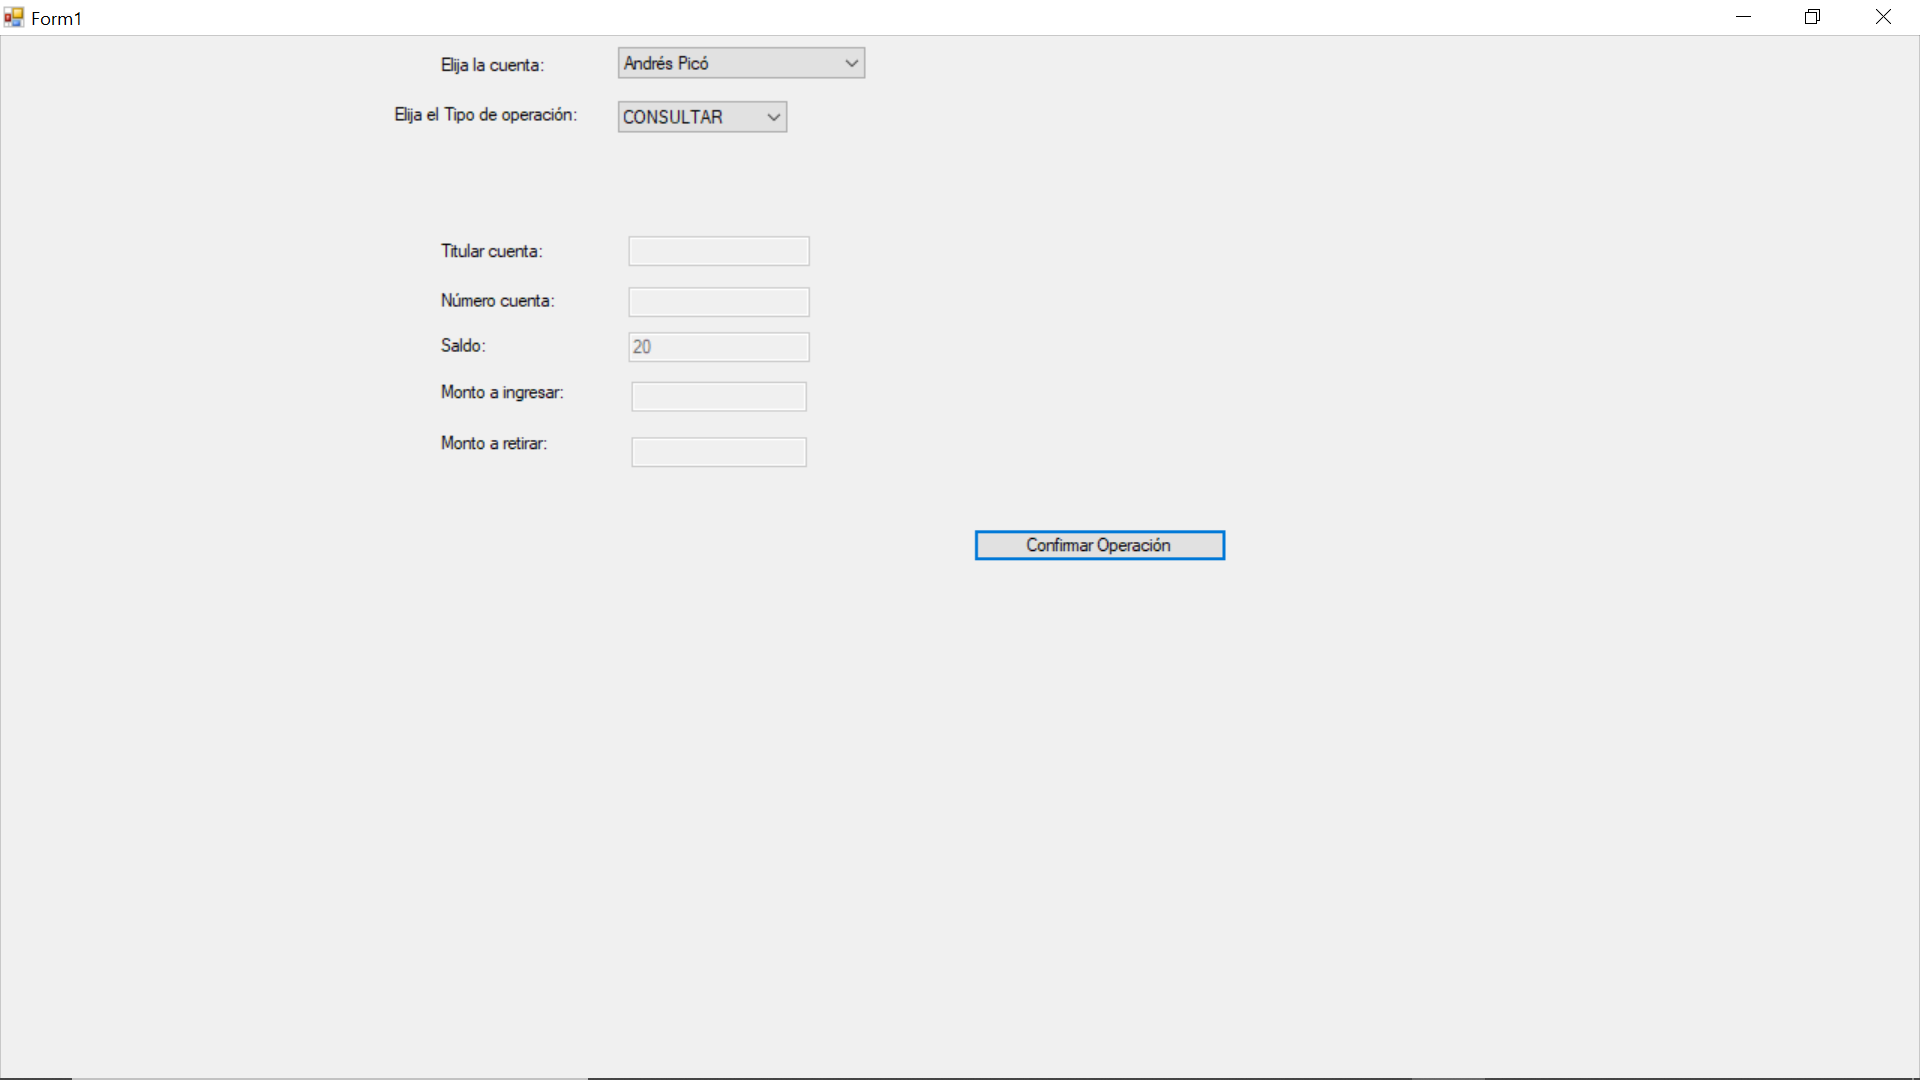 Form1
Elija la cuenta: Andrés Picó
Elija el Tipo de operación: CONSULTAR
Titular cuenta:
Número cuenta:
Saldo: 20
Monto a ingresar:
Monto a retirar:
Confirmar Operación